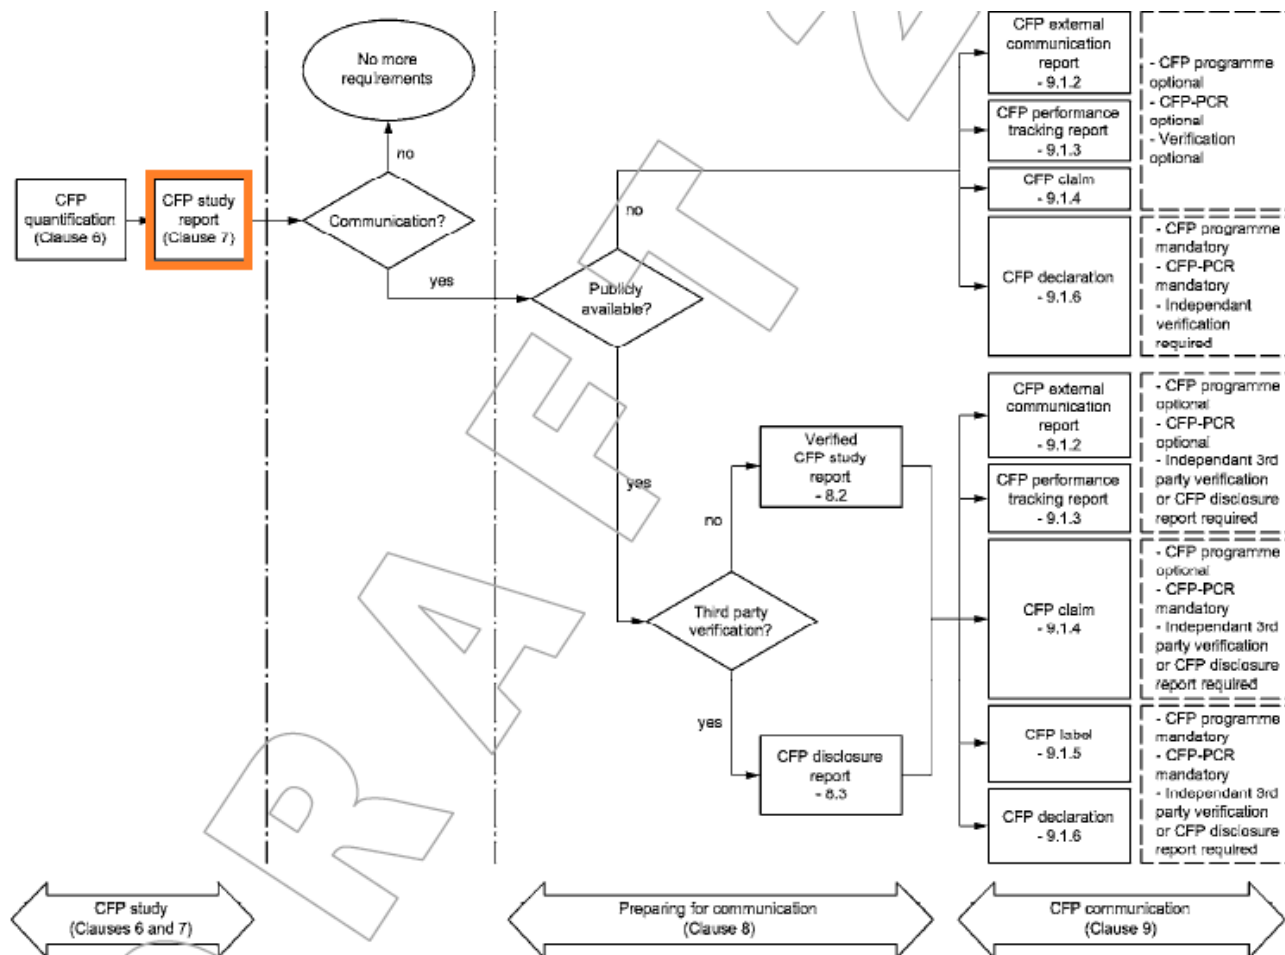 No more
requirements
no
CFP
quantification
(Clause 6)
CFP study
report
(Clause 7)
Communication?
yes
Publicly
available?
no
yes
Third party
verification?
no
yes
Verified
CFP study
report
- 8.2
CFP disclosure
report
- 8.3
CFP external
communication
report
- 9.1.2
CFP performance
tracking report
- 9.1.3
CFP claim
- 9.1.4
CFP declaration
- 9.1.6
- CFP programme
optional
- CFP-PCR
optional
- Verification
optional
- CFP programme
mandatory
- CFP-PCR
mandatory
- Independant
verification
required
CFP external
communication
report
- 9.1.2
CFP performance
tracking report
- 9.1.3
CFP claim
- 9.1.4
CFP label
- 9.1.5
CFP declaration
- 9.1.6
- CFP programme
optional
- CFP-PCR
optional
- Independant 3rd
party verification
or CFP disclosure
report required
- CFP programme
optional
- CFP-PCR
mandatory
- Independant 3rd
party verification
or CFP disclosure
report required
- CFP programme
mandatory
- CFP-PCR
mandatory
- Independant 3rd
party verification
or CFP disclosure
report required
CFP study
(Clauses 6 and 7)
Preparing for communication
(Clause 8)
CFP communication
(Clause 9)
R A F T